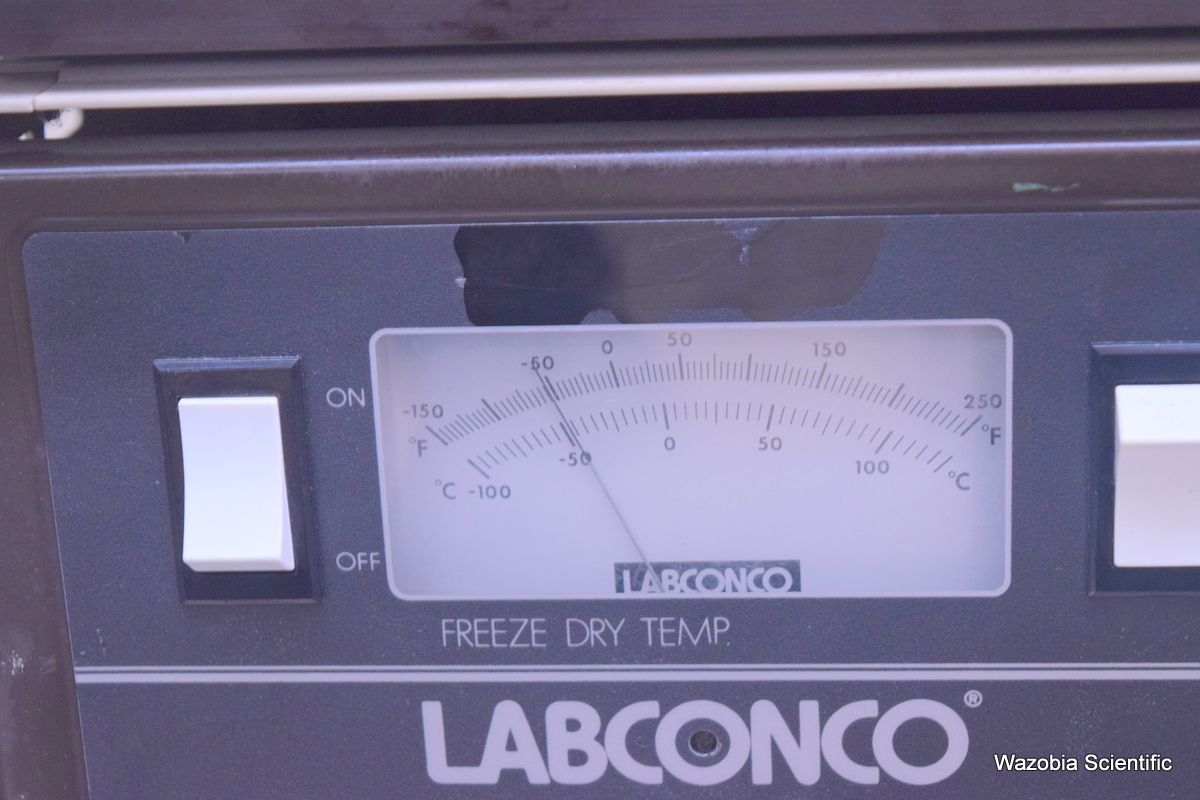 -50 0 50 150
ON
-150 250
°F °F
-50 0 50 100
°C -100 °C
OFF
LABCONCO
FREEZE DRY TEMP.
LABCONCO®
Wazobia Scientific